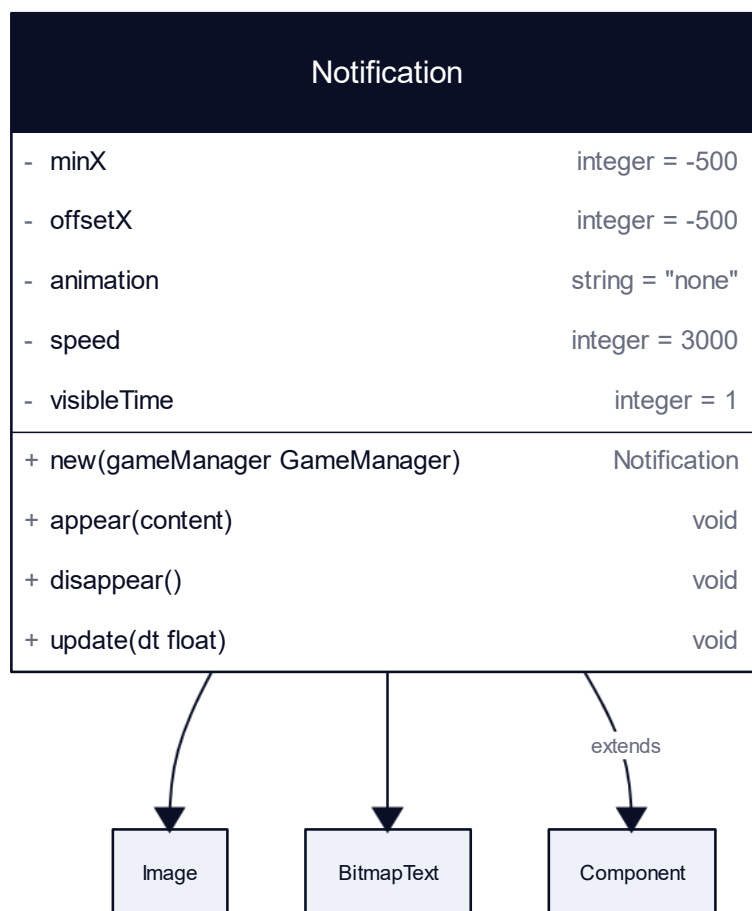 Notification
- minX integer = -500
- offsetX integer = -500
- animation string = "none"
- speed integer = 3000
- visibleTime integer = 1
+ new(gameManager GameManager) Notification
+ appear(content) void
+ disappear() void
+ update(dt float) void
extends
Image BitmapText Component